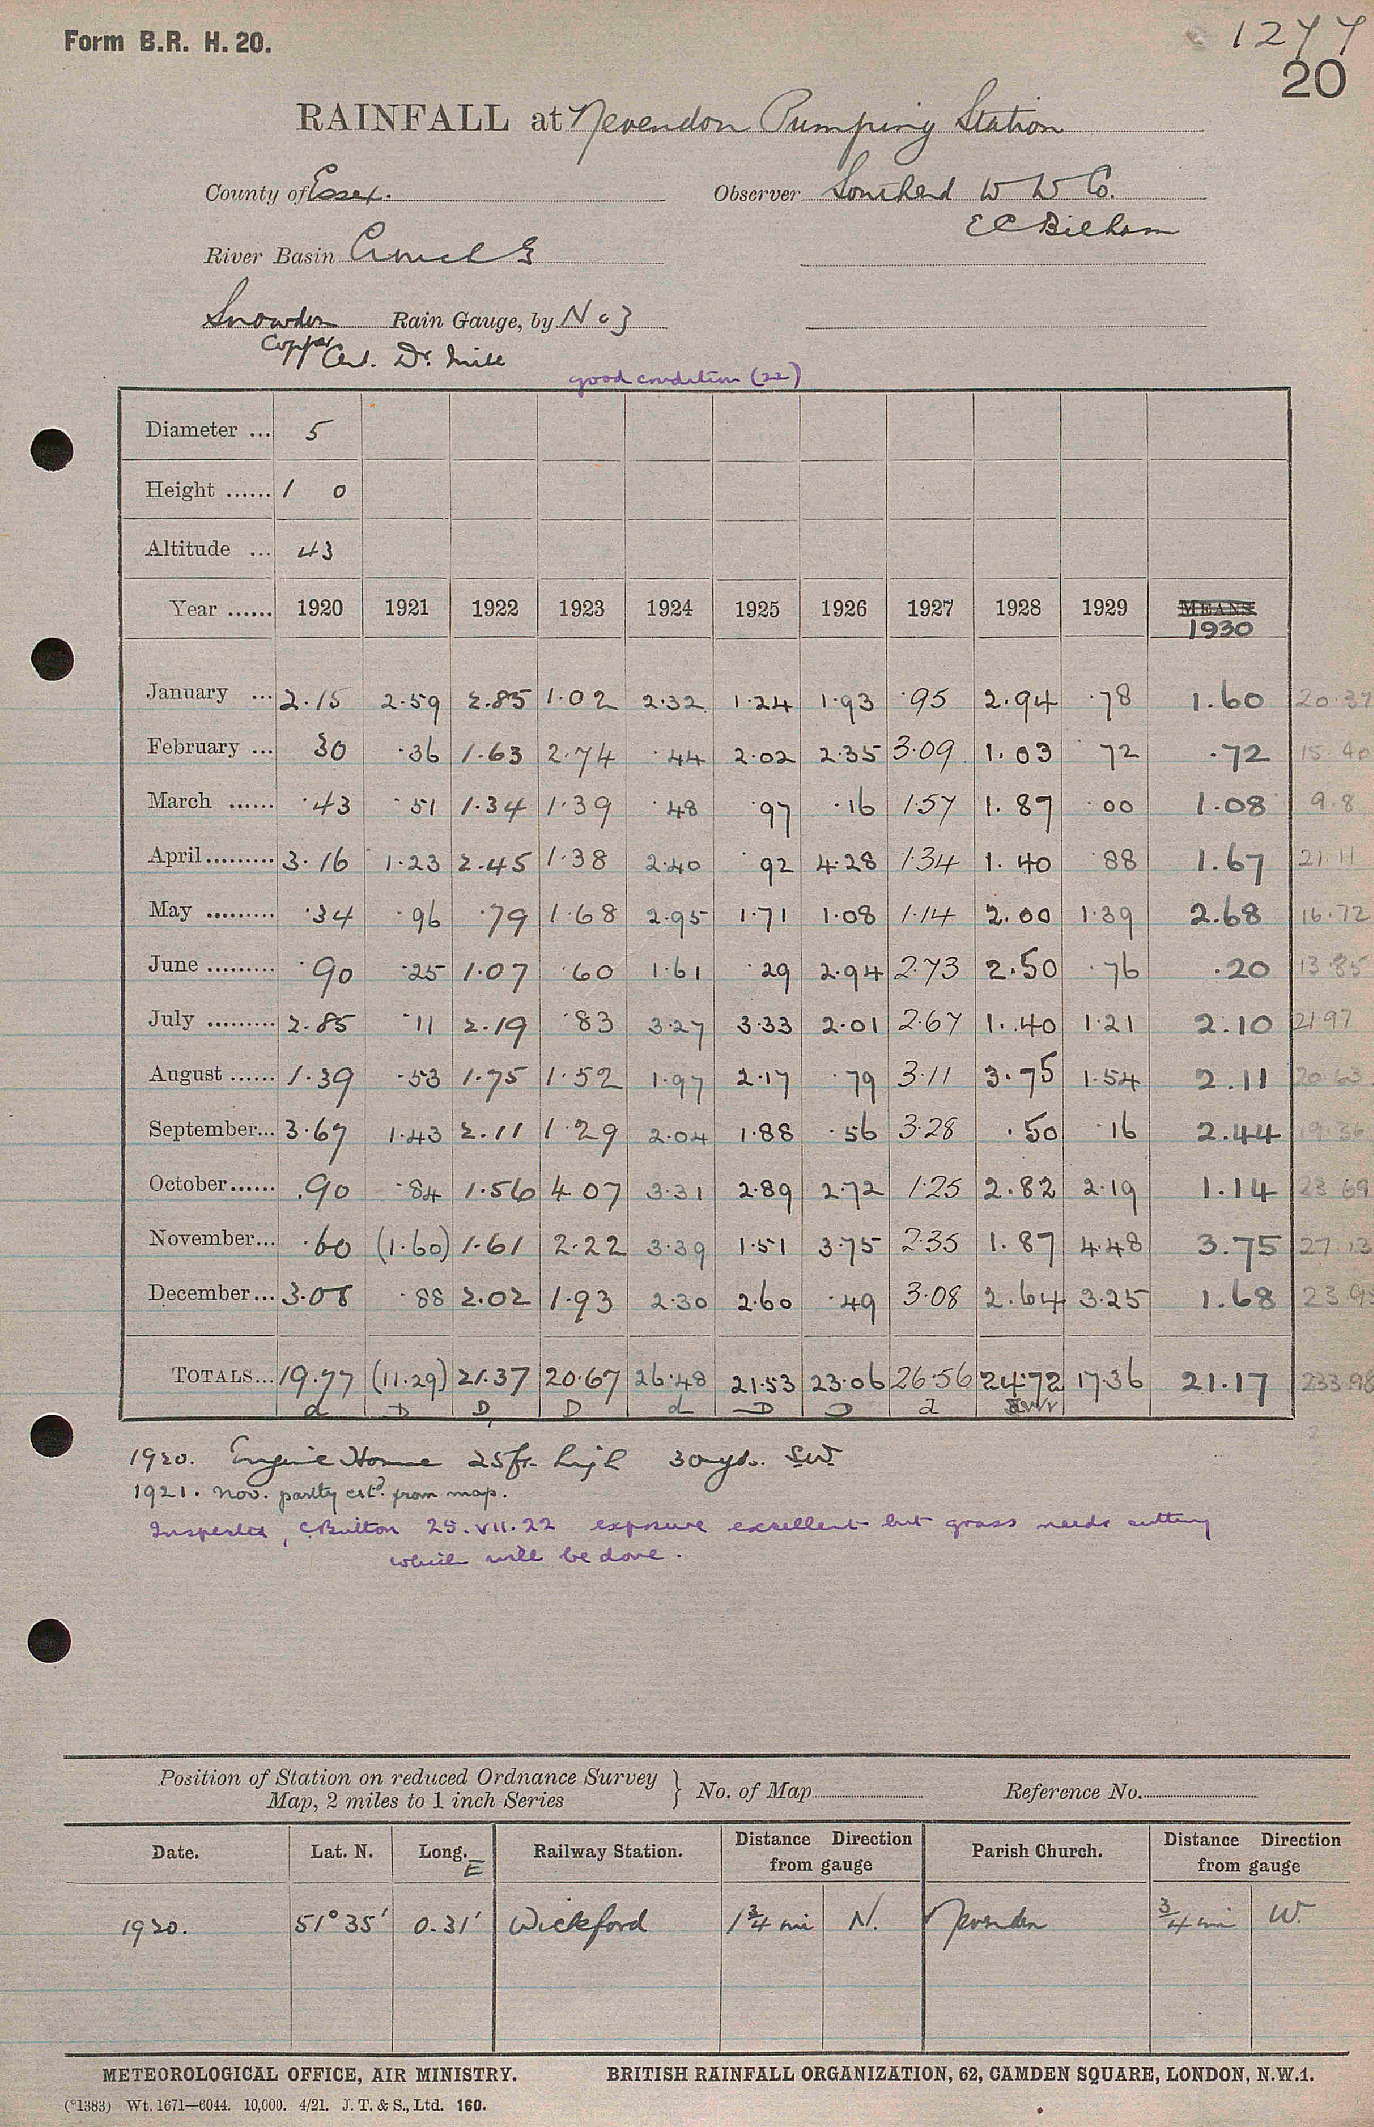 Form B.R. H. 20.
1277
20
RAINFALL at Nevendon Pumping Station
County of Essex. Observer Southend W W Co.
E C Bilham
River Basin Crouch E
Snowdon Rain Gauge, by No 3
Copper Cert. Dr. Mill
good condition (22)
Diameter ... 5
Height ...... 1 0
Altitude ... 43
Year ...... 1920 1921 1922 1923 1924 1925 1926 1927 1928 1929 MEANS
1930
January ... 2.15 2.59 2.85 1.02 2.32 1.24 1.93 .95 2.94 .78 1.60 20.37
February ... 30 .36 1.63 2.74 .44 2.02 2.35 3.09 1.03 72 .72 15.40
March ...... .43 .51 1.34 1.39 .48 .97 .16 1.57 1.87 .00 1.08 9.8
April ......... 3.16 1.23 2.45 1.38 2.40 92 4.28 1.34 1.40 88 1.67 21.11
May ......... .34 .96 .79 1.68 2.95 1.71 1.08 1.14 2.00 1.39 2.68 16.72
June ......... .90 .25 1.07 .60 1.61 .29 2.94 2.73 2.50 .76 .20 13.85
July ......... 2.85 .11 2.19 .83 3.27 3.33 2.01 2.67 1.40 1.21 2.10 21 97
August ...... 1.39 .53 1.75 1.52 1.97 2.17 .79 3.11 3.75 1.54 2.11 20.63
September... 3.67 1.43 2.11 1.29 2.04 1.88 .56 3.28 .50 .16 2.44 19.36
October ...... .90 .84 1.56 4.07 3.31 2.89 2.72 1.25 2.82 2.19 1.14 23 69
November... .60 (1.60) 1.61 2.22 3.39 1.51 3.75 2.35 1.87 4.48 3.75 27.13
December ... 3.08 .88 2.02 1.93 2.30 2.60 .49 3.08 2.64 3.25 1.68 23.95
TOTALS... 19.77 (11.29) 21.37 20.67 26.48 21.53 23.06 26.56 24.72 17.36 21.17 233.98
d D D D d D D d
1920. Engine House 25ft. high 30yds. SW.
1921. Nov. partly estd. from map.
Inspected, C Bulton 25.VII.22 exposure excellent but grass needs cutting
which will be done.
Position of Station on reduced Ordnance Survey
Map, 2 miles to 1 inch Series } No. of Map Reference No.
Date. Lat. N. Long. E Railway Station. Distance Direction from gauge Parish Church. Distance Direction from gauge
1920. 51° 35' 0.31' Wickford 1 3/4 mi N. Nevendon 3/4 mi W.
METEOROLOGICAL OFFICE, AIR MINISTRY. BRITISH RAINFALL ORGANIZATION, 62, CAMDEN SQUARE, LONDON, N.W.1.
(*1383) Wt. 1671—6044. 10,000. 4/21. J. T. & S., Ltd. 160.